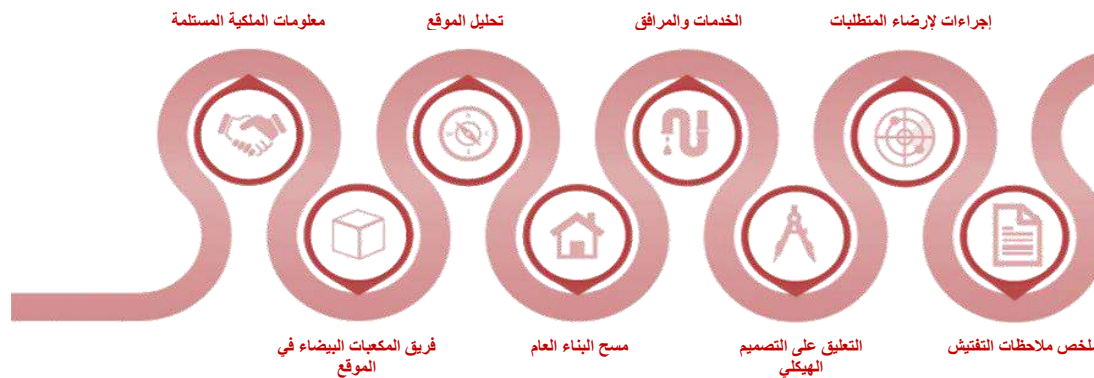 معلومات الملكية المستلمة
تحليل الموقع
الخدمات والمرافق
إجراءات لإرضاء المتطلبات
فريق المكعبات البيضاء في
الموقع
مسح البناء العام
التعليق على التصميم
الهيكلي
ملاحظات التفتيش